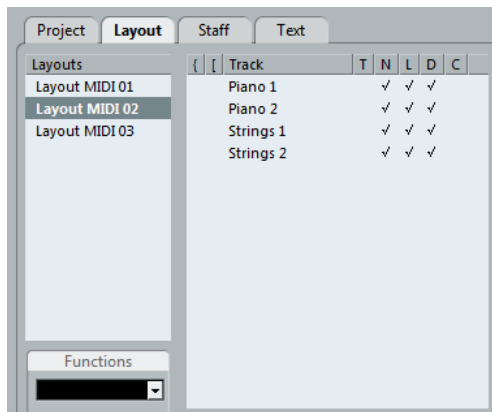 Project Layout Staff Text
Layouts
Layout MIDI 01
Layout MIDI 02
Layout MIDI 03
{ [ Track T N L D C
Piano 1 √ √ √
Piano 2 √ √ √
Strings 1 √ √ √
Strings 2 √ √ √
Functions